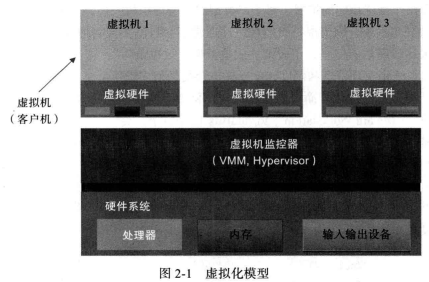 虚拟机 1
虚拟机 2
虚拟机 3
虚拟硬件
虚拟硬件
虚拟硬件
虚拟机
（客户机）
虚拟机监控器
（VMM, Hypervisor）
硬件系统
处理器
内存
输入输出设备
图 2-1 虚拟化模型